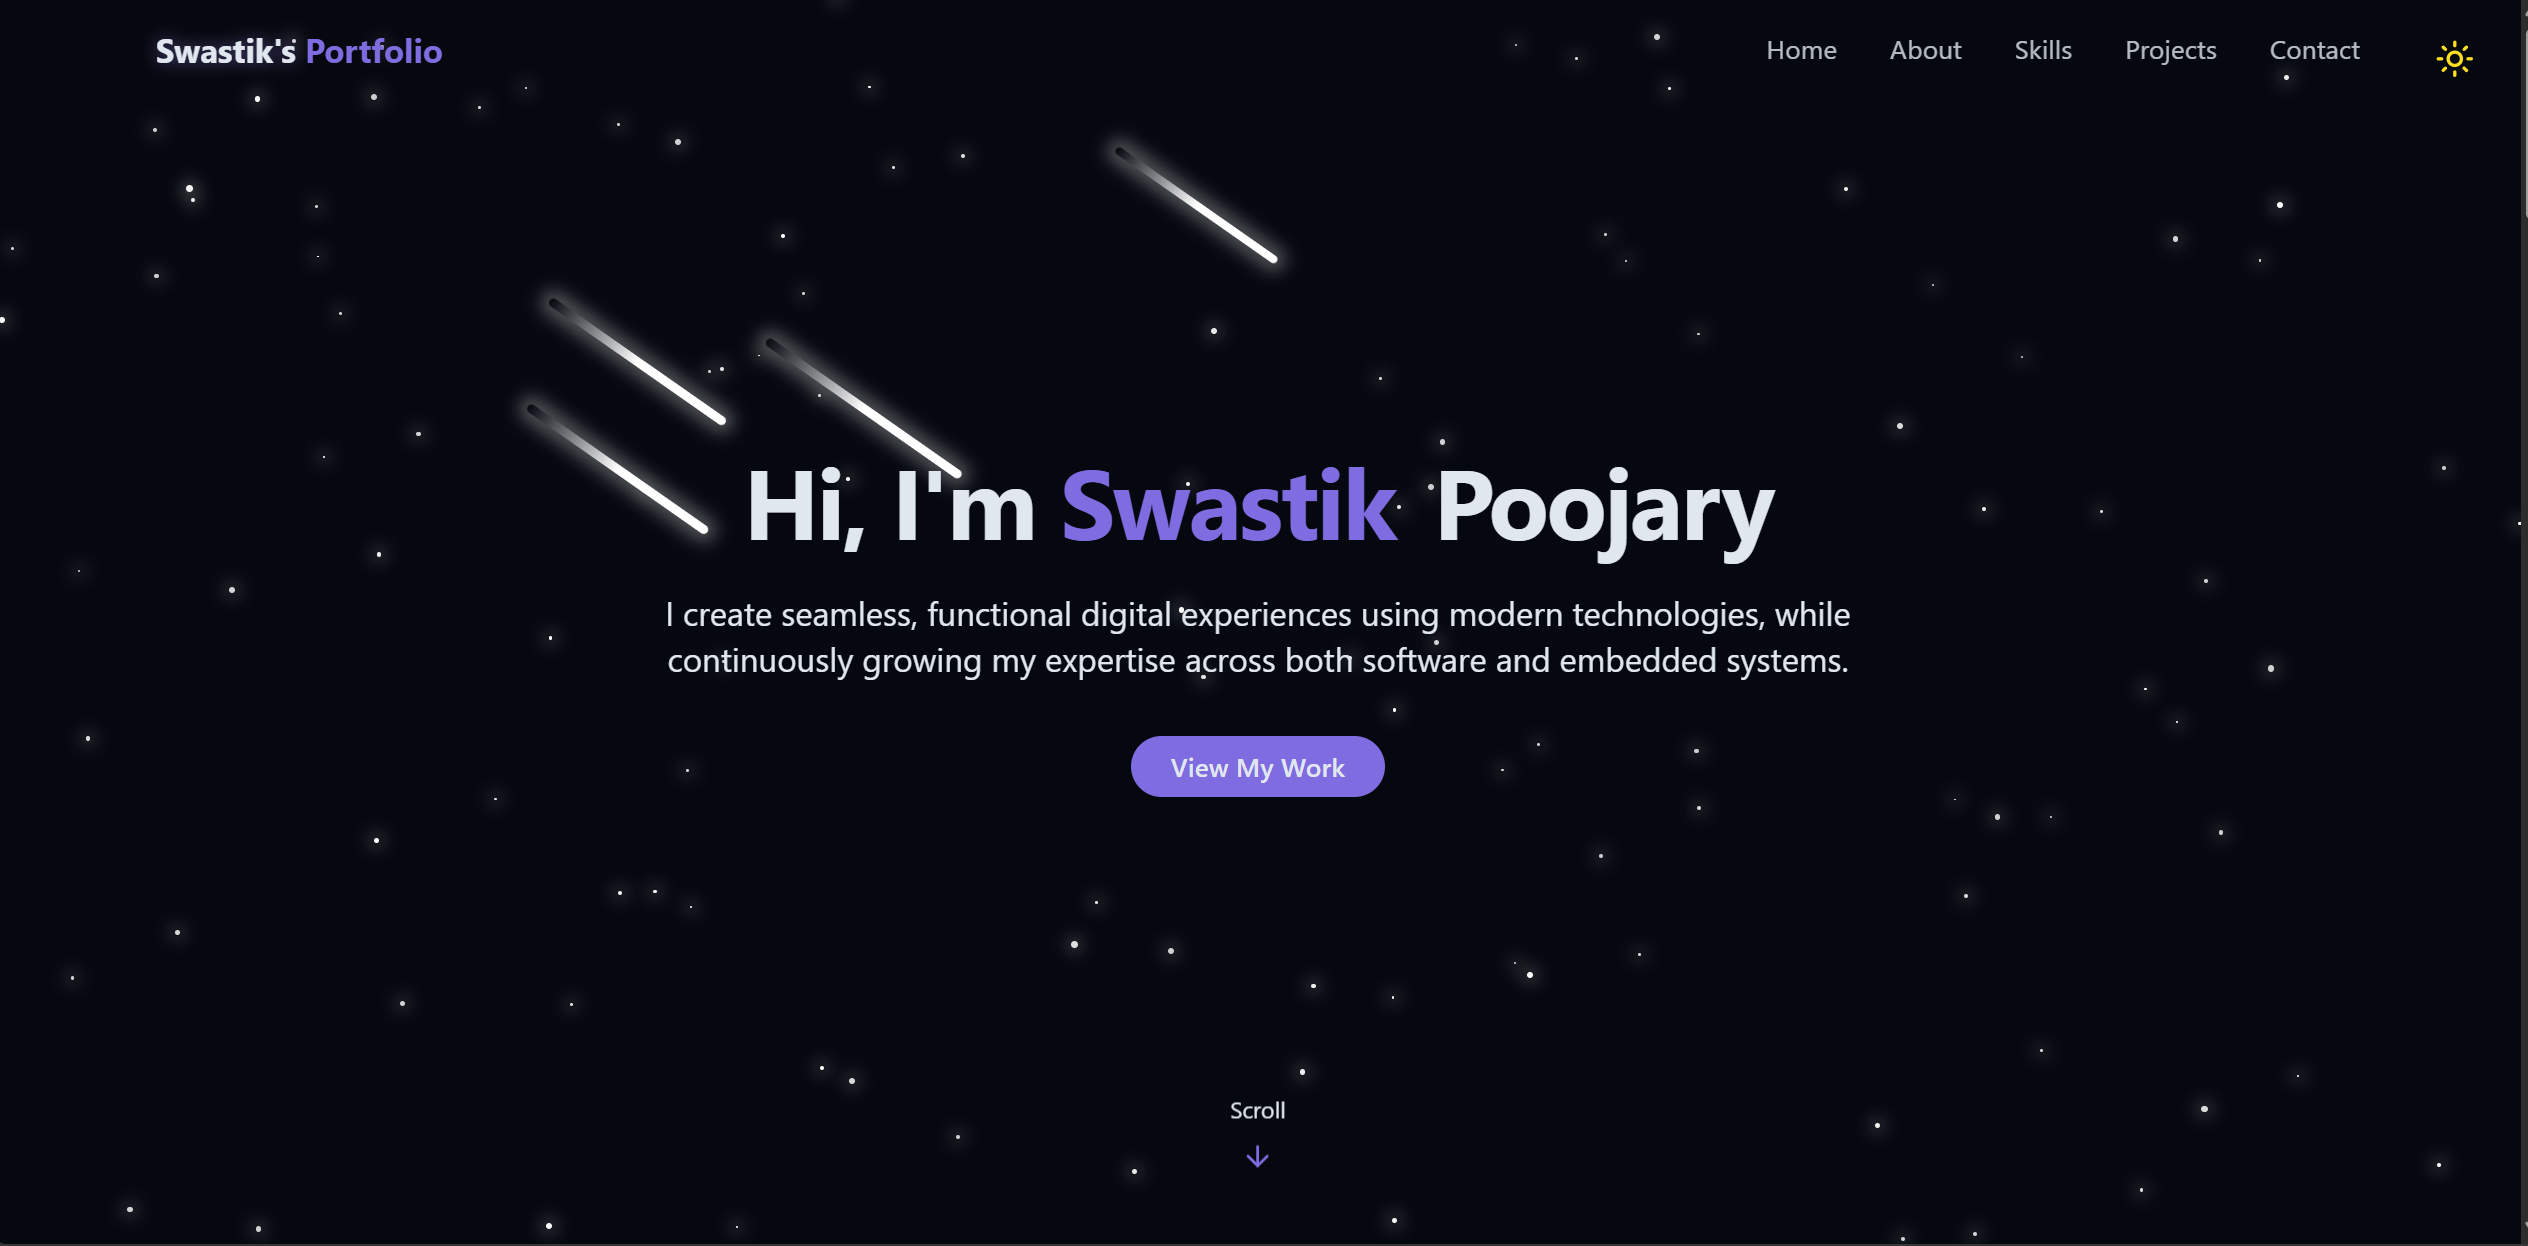 Swastik's Portfolio
Home About Skills Projects Contact
Hi, I'm Swastik Poojary
I create seamless, functional digital experiences using modern technologies, while
continuously growing my expertise across both software and embedded systems.
View My Work
Scroll